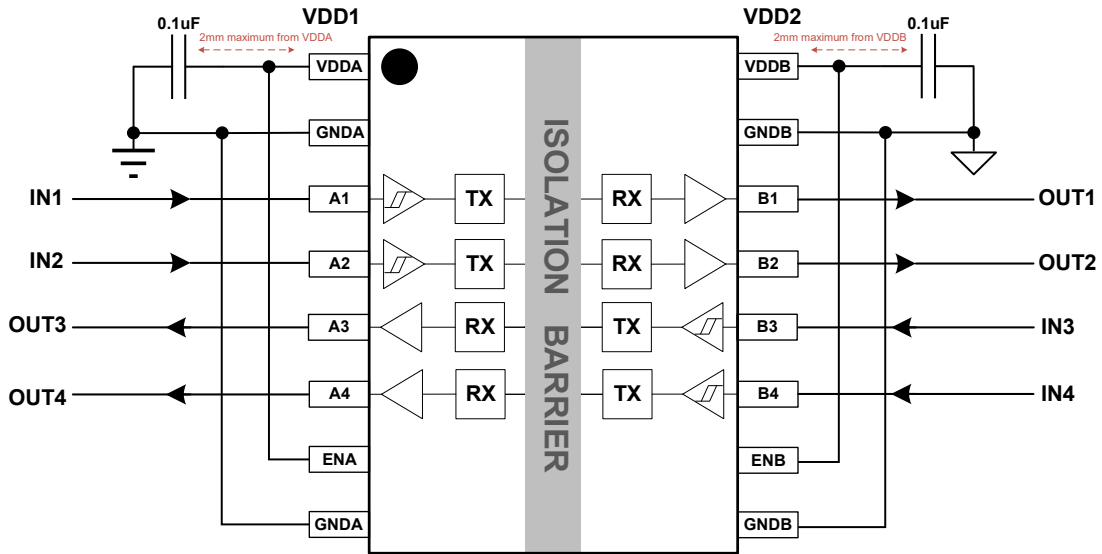 VDD1
VDD2
0.1uF
0.1uF
2mm maximum from VDDA
2mm maximum from VDDB
VDDA
VDDB
GNDA
GNDB
ISOLATION BARRIER
IN1
A1
TX
RX
B1
OUT1
IN2
A2
TX
RX
B2
OUT2
OUT3
A3
RX
TX
B3
IN3
OUT4
A4
RX
TX
B4
IN4
ENA
ENB
GNDA
GNDB